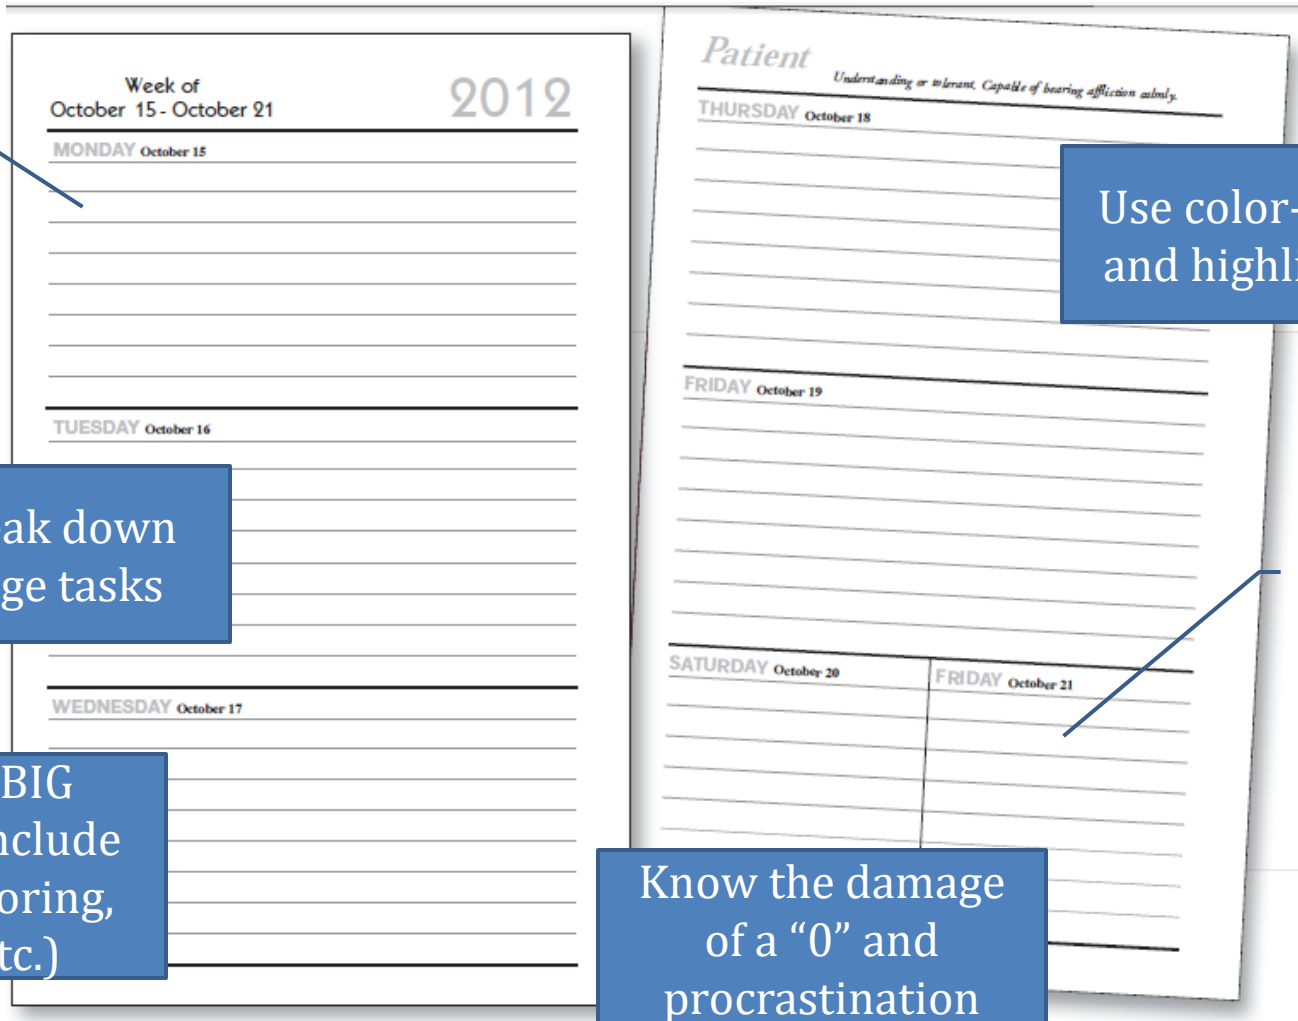 Week of
October 15 - October 21
2012
MONDAY October 15
TUESDAY October 16
ak down
ge tasks
WEDNESDAY October 17
BIG
nclude
oring,
tc.)
Patient
Understanding or tolerant. Capable of bearing affliction calmly.
THURSDAY October 18
Use color-
and highli
FRIDAY October 19
SATURDAY October 20
FRIDAY October 21
Know the damage
of a “0” and
procrastination